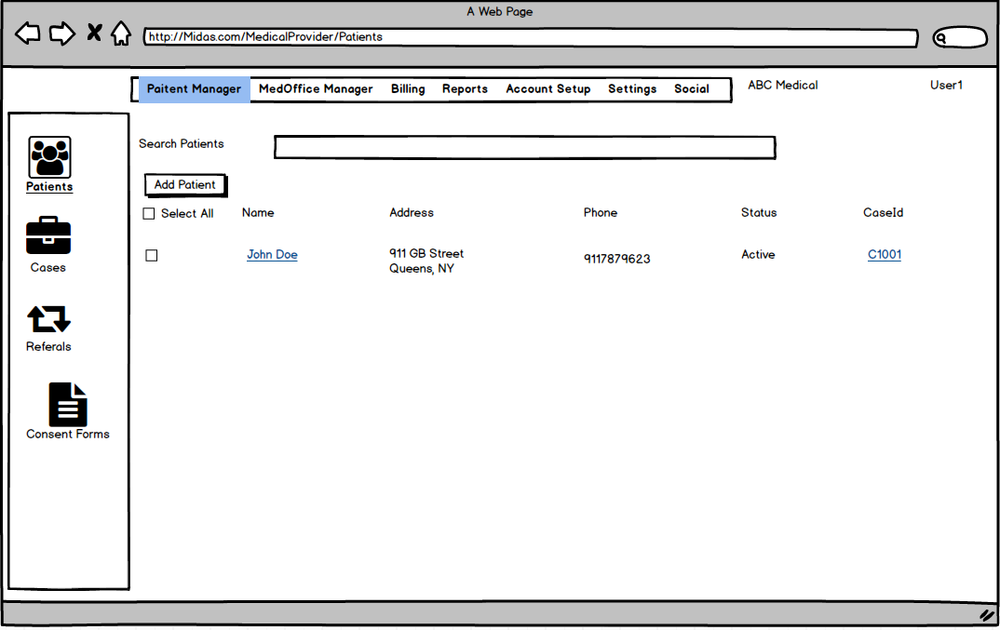 A Web Page
http://Midas.com/MedicalProvider/Patients
Paitent Manager MedOffice Manager Billing Reports Account Setup Settings Social
ABC Medical User1
Patients
Cases
Referals
Consent Forms
Search Patients
Add Patient
Select All Name Address Phone Status CaseId
John Doe 911 GB Street 9117879623 Active C1001
Queens, NY